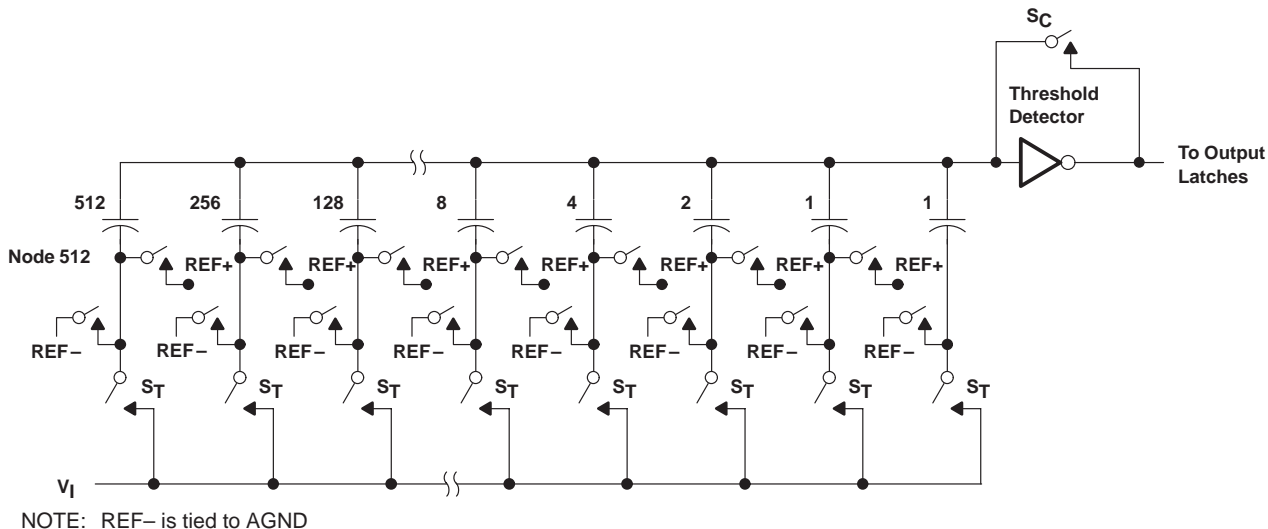 SC
Threshold
Detector
To Output
Latches
512 256 128 8 4 2 1 1
Node 512 REF+ REF+ REF+ REF+ REF+ REF+ REF+
REF– REF– REF– REF– REF– REF– REF– REF–
ST ST ST ST ST ST ST ST
VI
NOTE: REF– is tied to AGND